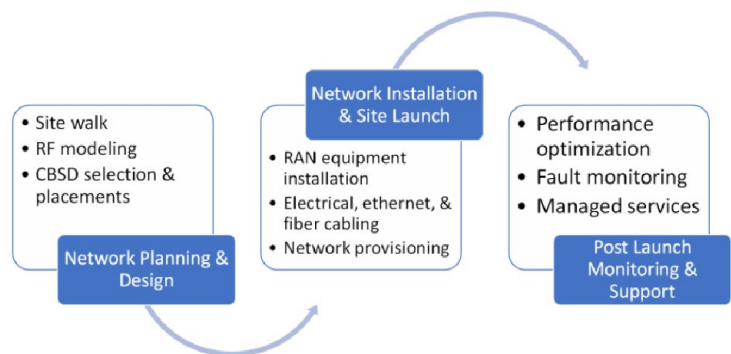 • Site walk
• RF modeling
• CBSD selection &
placements
Network Planning &
Design
Network Installation
& Site Launch
• RAN equipment
installation
• Electrical, ethernet, &
fiber cabling
• Network provisioning
• Performance
optimization
• Fault monitoring
• Managed services
Post Launch
Monitoring &
Support